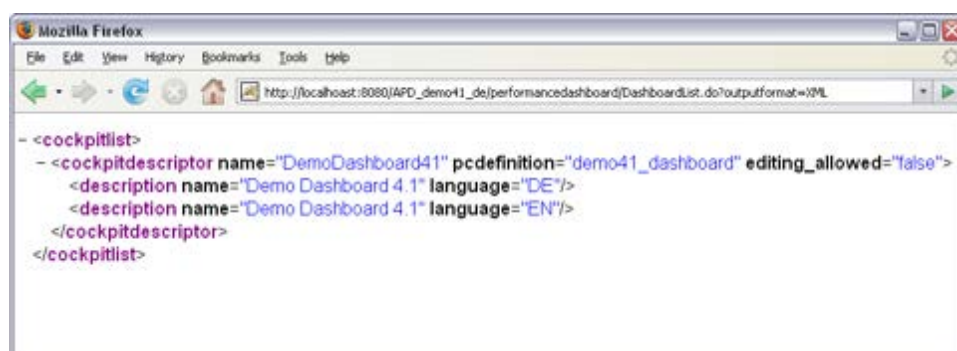 Mozilla Firefox
File Edit View History Bookmarks Tools Help
http://localhoast:8080/APD_demo41_de/performancedashboard/DashboardList.do?outputformat=XML
- <cockpitlist>
- <cockpitdescriptor name="DemoDashboard41" pcdefinition="demo41_dashboard" editing_allowed="false">
<description name="Demo Dashboard 4.1" language="DE"/>
<description name="Demo Dashboard 4.1" language="EN"/>
</cockpitdescriptor>
</cockpitlist>